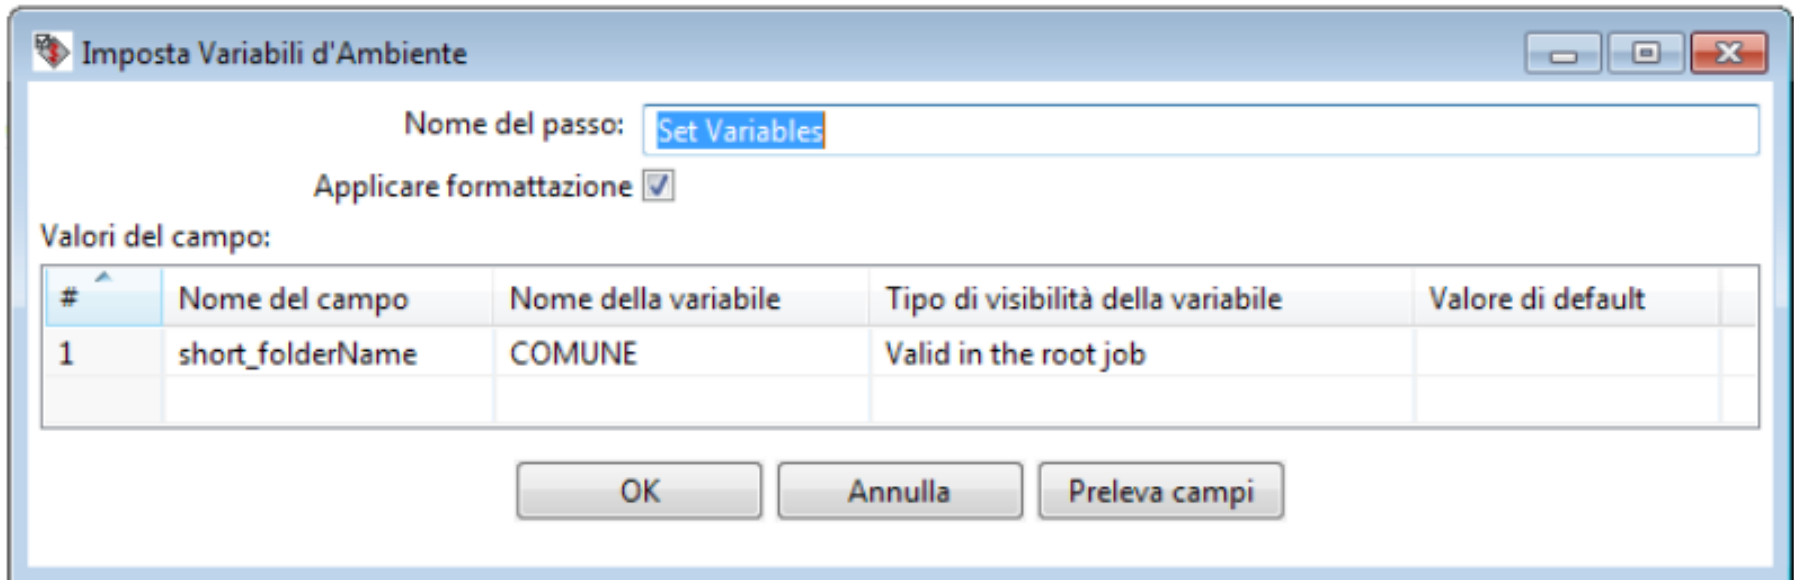 Imposta Variabili d'Ambiente
Nome del passo: Set Variables
Applicare formattazione
Valori del campo:
# Nome del campo Nome della variabile Tipo di visibilità della variabile Valore di default
1 short_folderName COMUNE Valid in the root job
OK Annulla Preleva campi